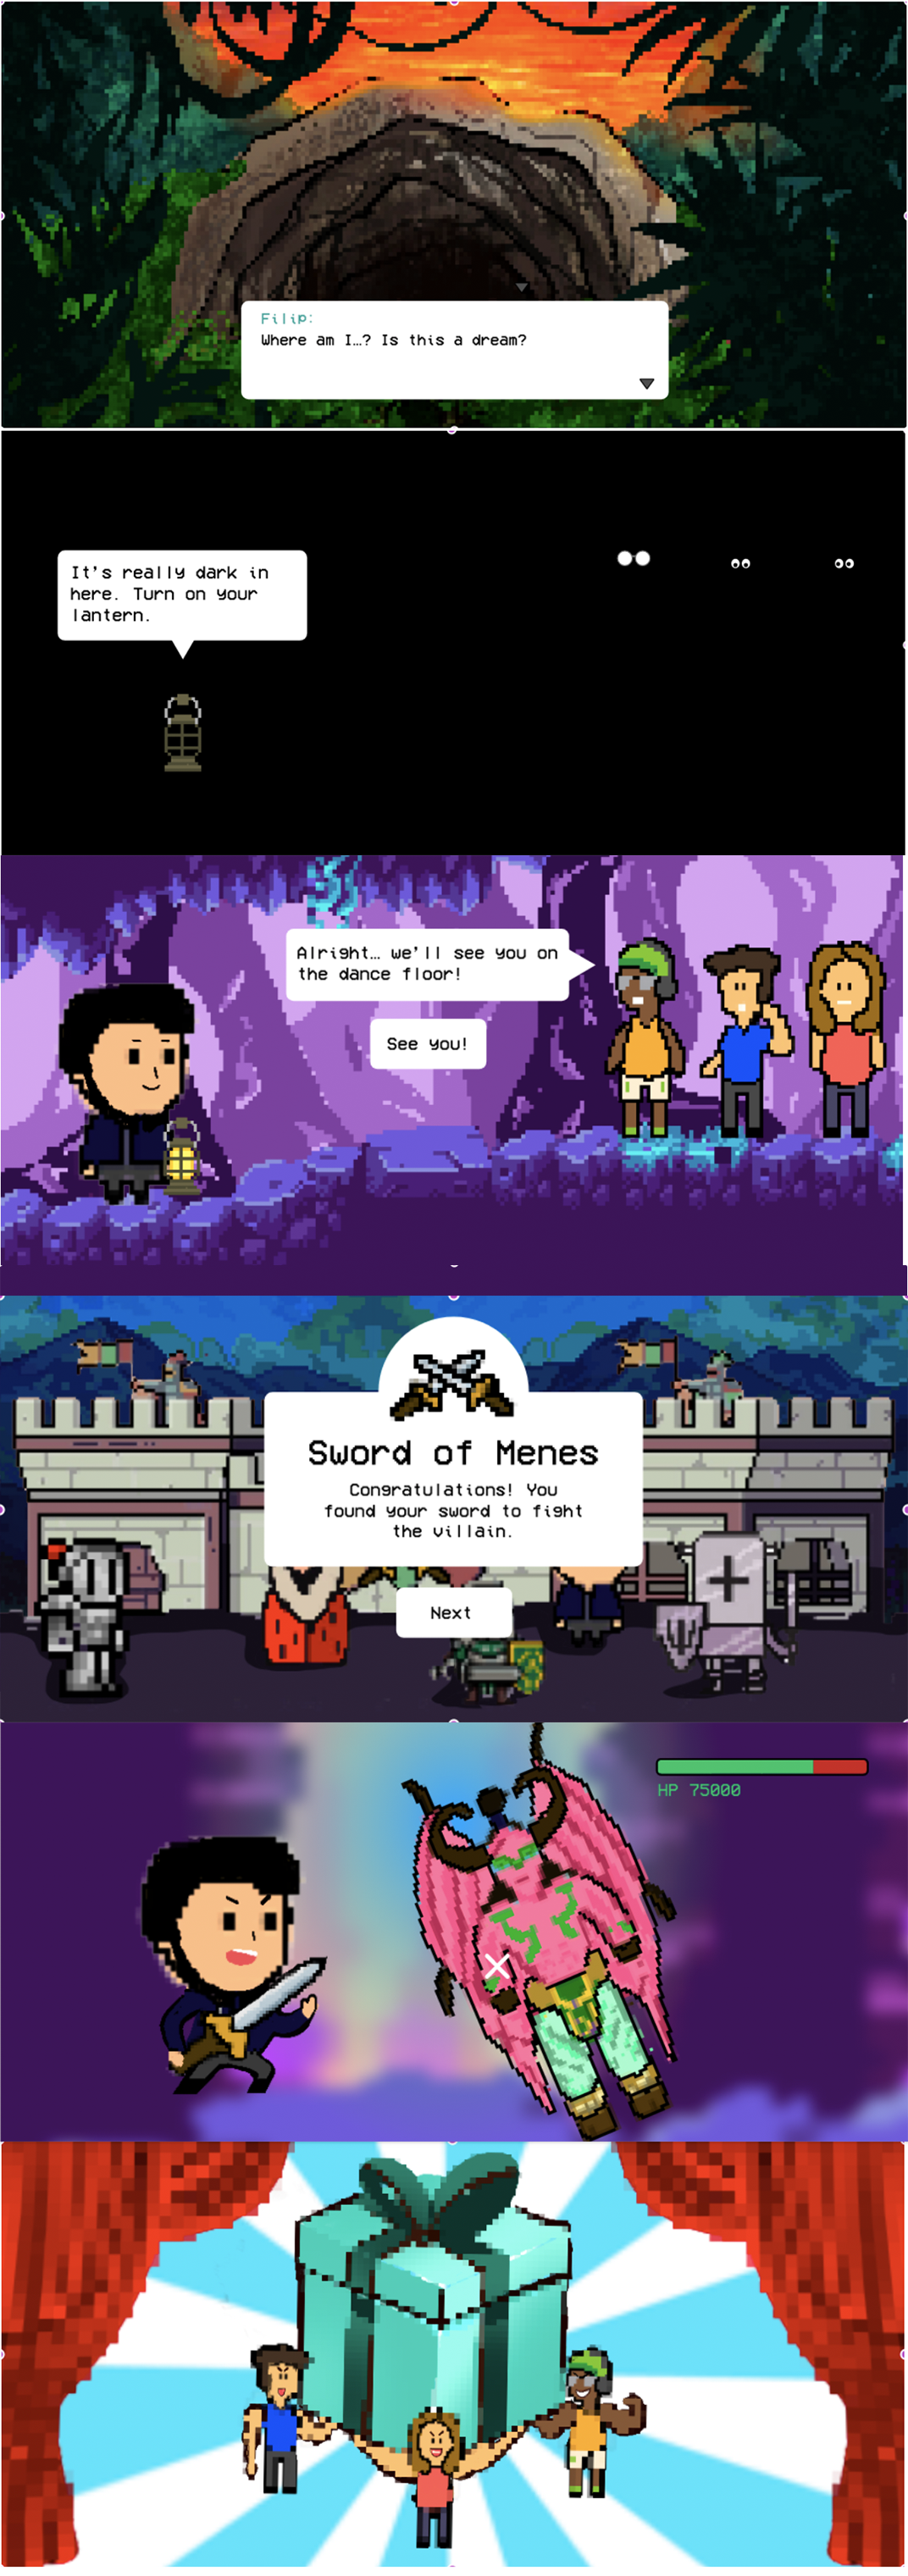 Filip:
Where am I…? Is this a dream?
It's really dark in
here. Turn on your
lantern.
Alright… we'll see you on
the dance floor!
See you!
Sword of Menes
Congratulations! You
found your sword to fight
the villain.
Next
HP 75000